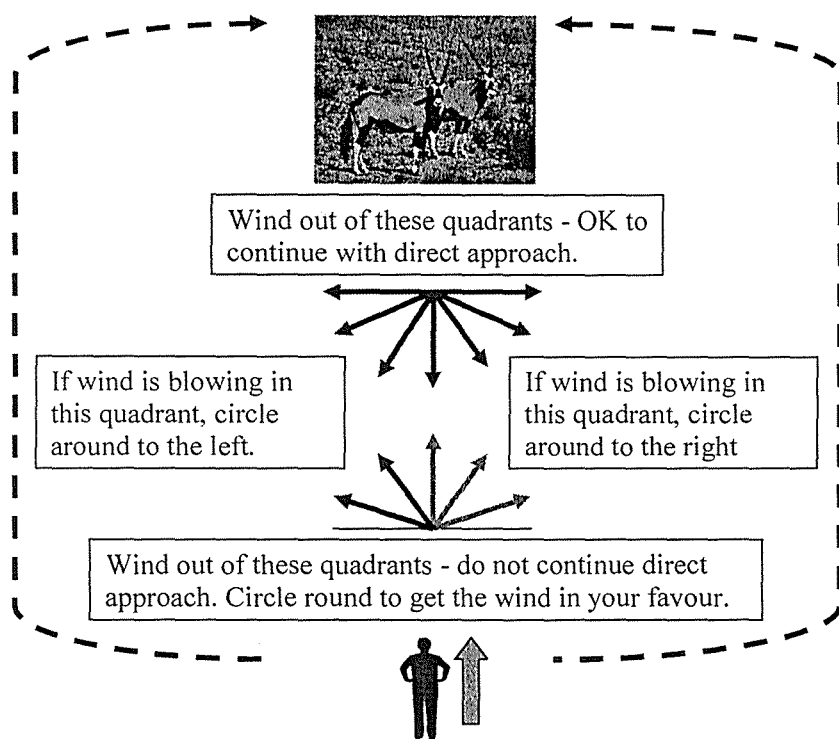 Wind out of these quadrants - OK to
continue with direct approach.
If wind is blowing in
this quadrant, circle
around to the left.
If wind is blowing in
this quadrant, circle
around to the right
Wind out of these quadrants - do not continue direct
approach. Circle round to get the wind in your favour.